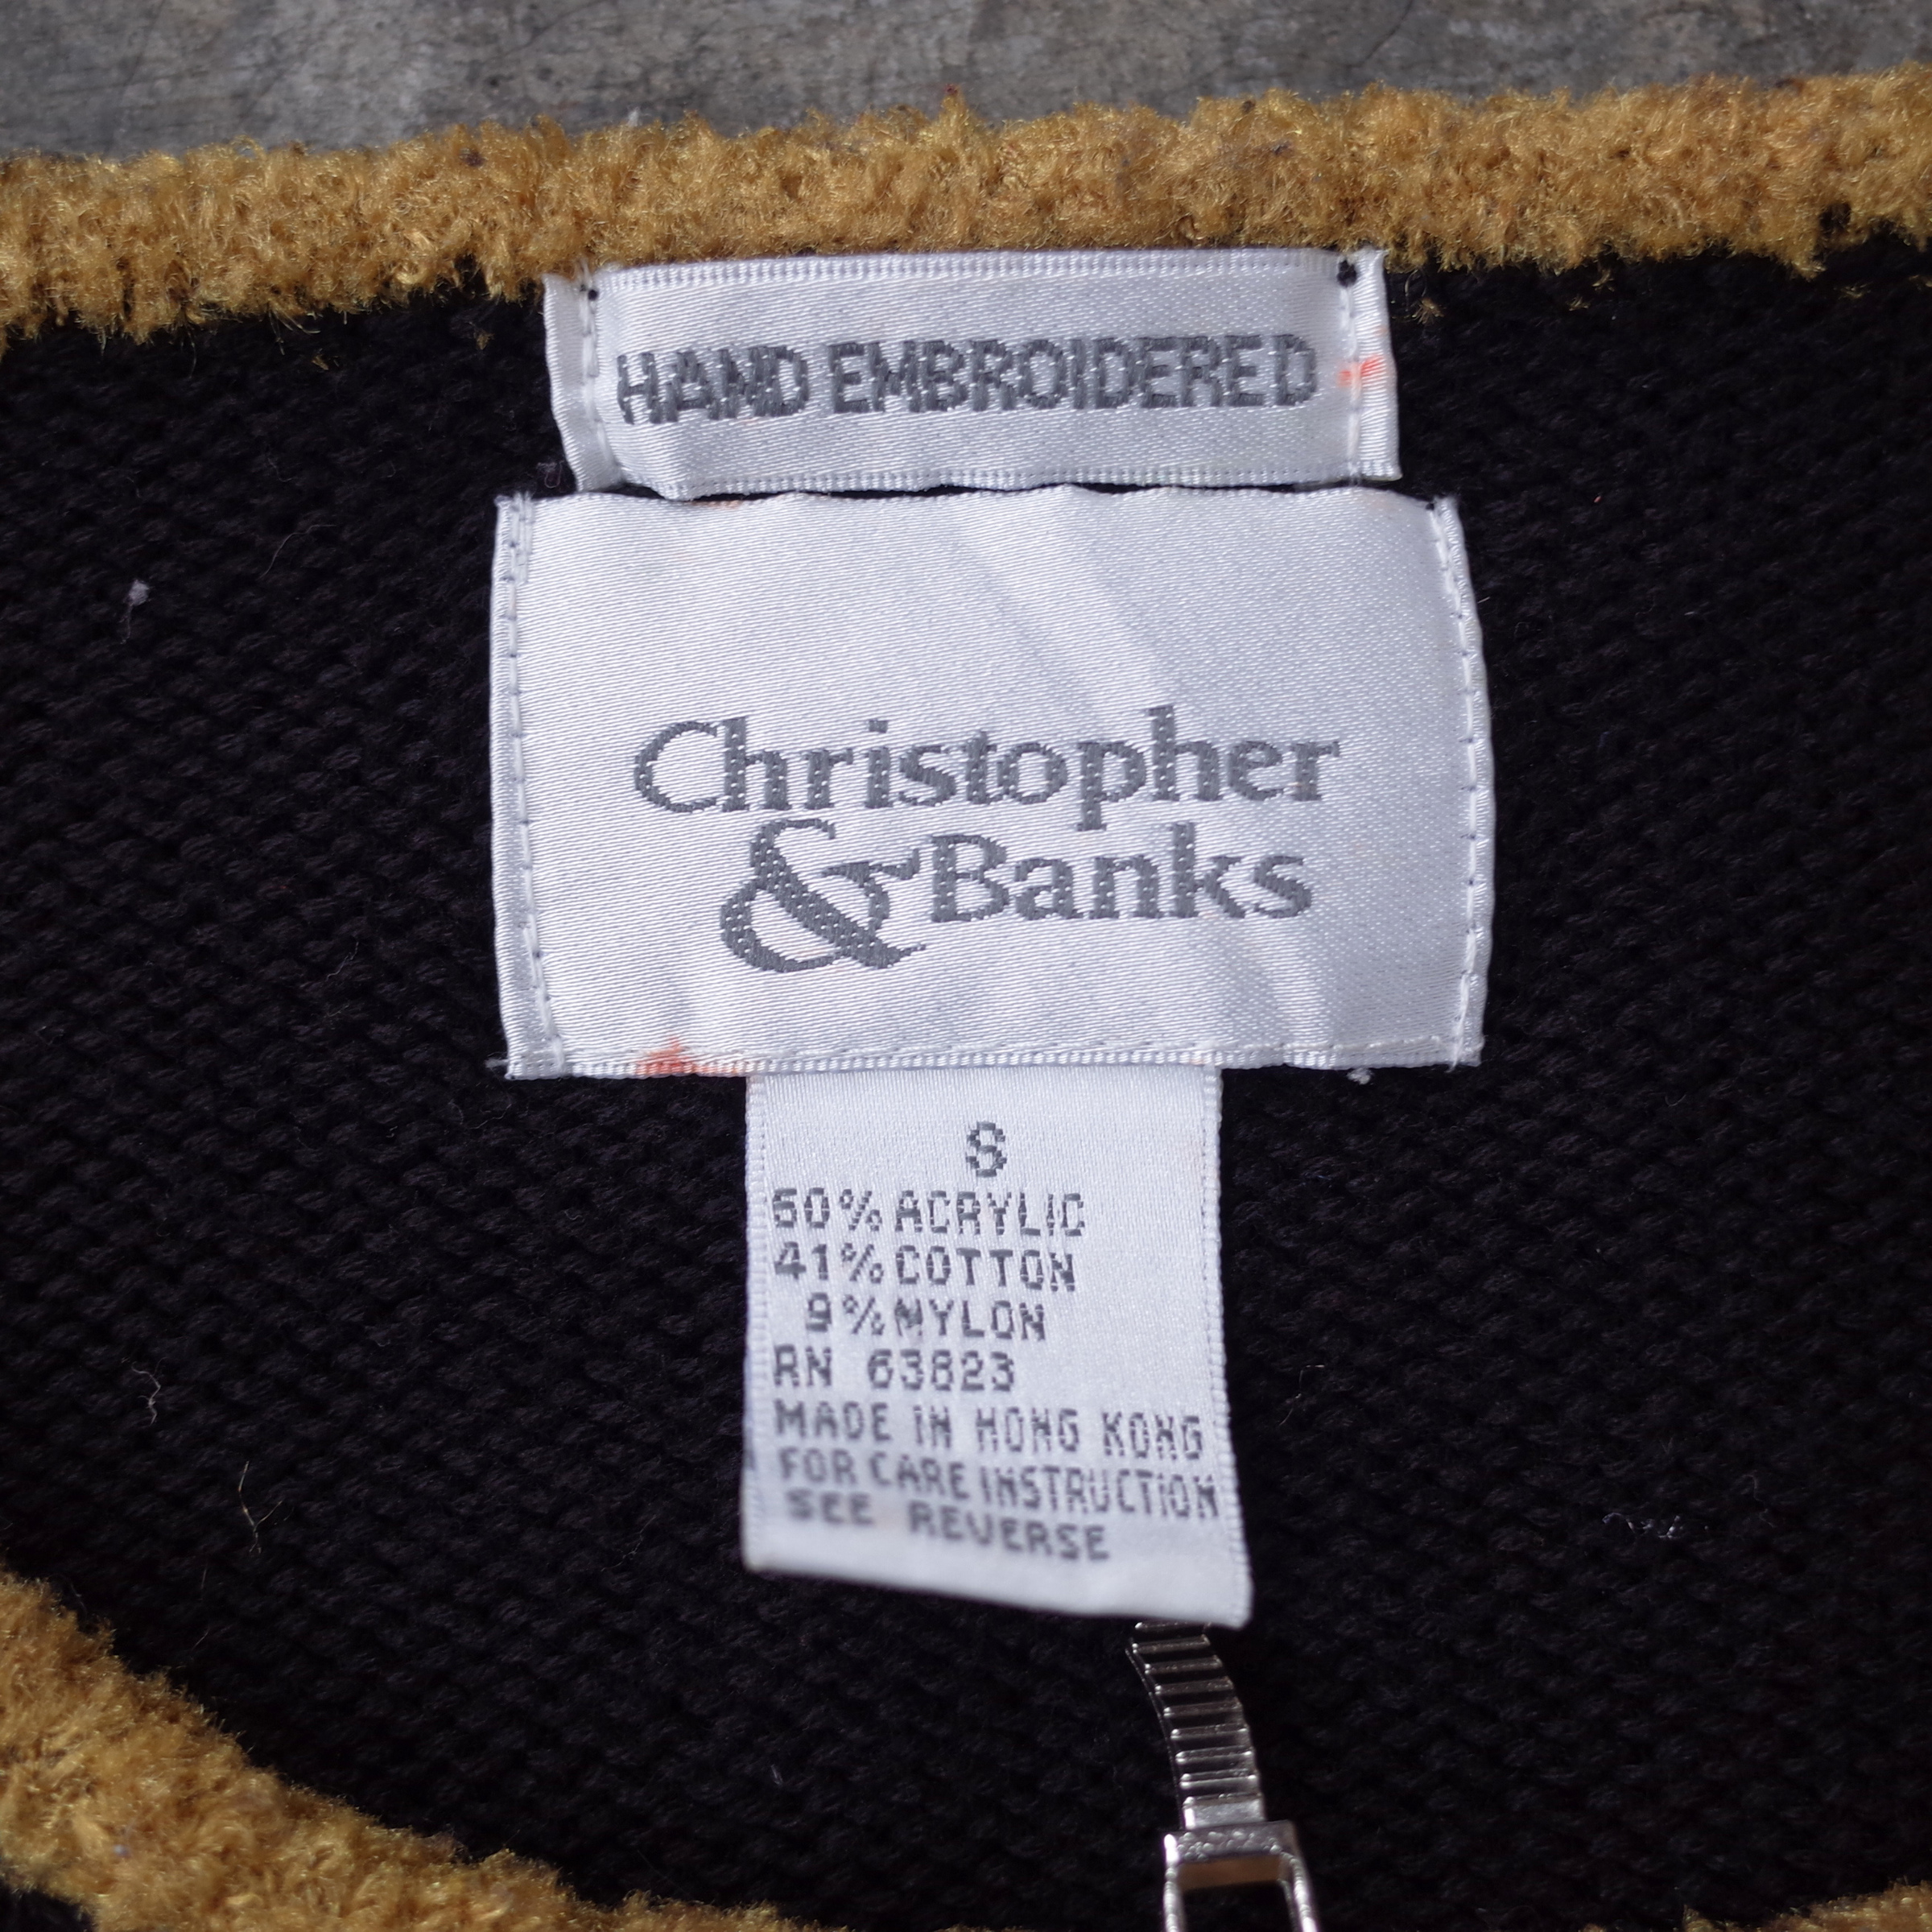 HAND EMBROIDERED
Christopher
& Banks
S
50% ACRYLIC
41% COTTON
9% NYLON
RN 63823
MADE IN HONG KONG
FOR CARE INSTRUCTION
SEE REVERSE